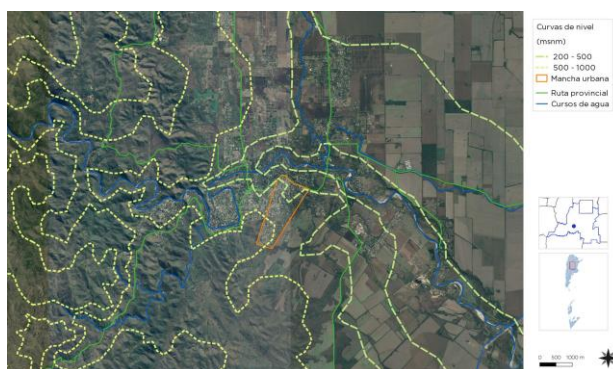 Curvas de nivel
(msnm)
200 - 500
500 - 1000
Mancha urbana
Ruta provincial
Cursos de agua
0 500 1000 m